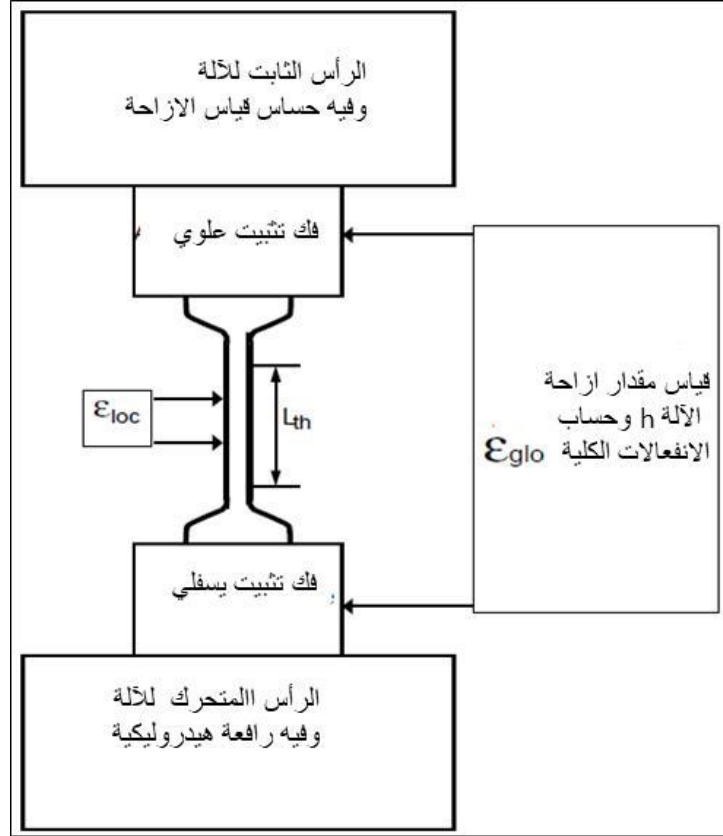 الرأس الثابت للآلة
وفيه حساس قياس الازاحة
فك تثبيت علوي
قياس مقدار ازاحة
الآلة h وحساب
الانفعالات الكلية εglo
εloc
Lth
فك تثبيت يسفلي
الرأس االمتحرك للآلة
وفيه رافعة هيدروليكية